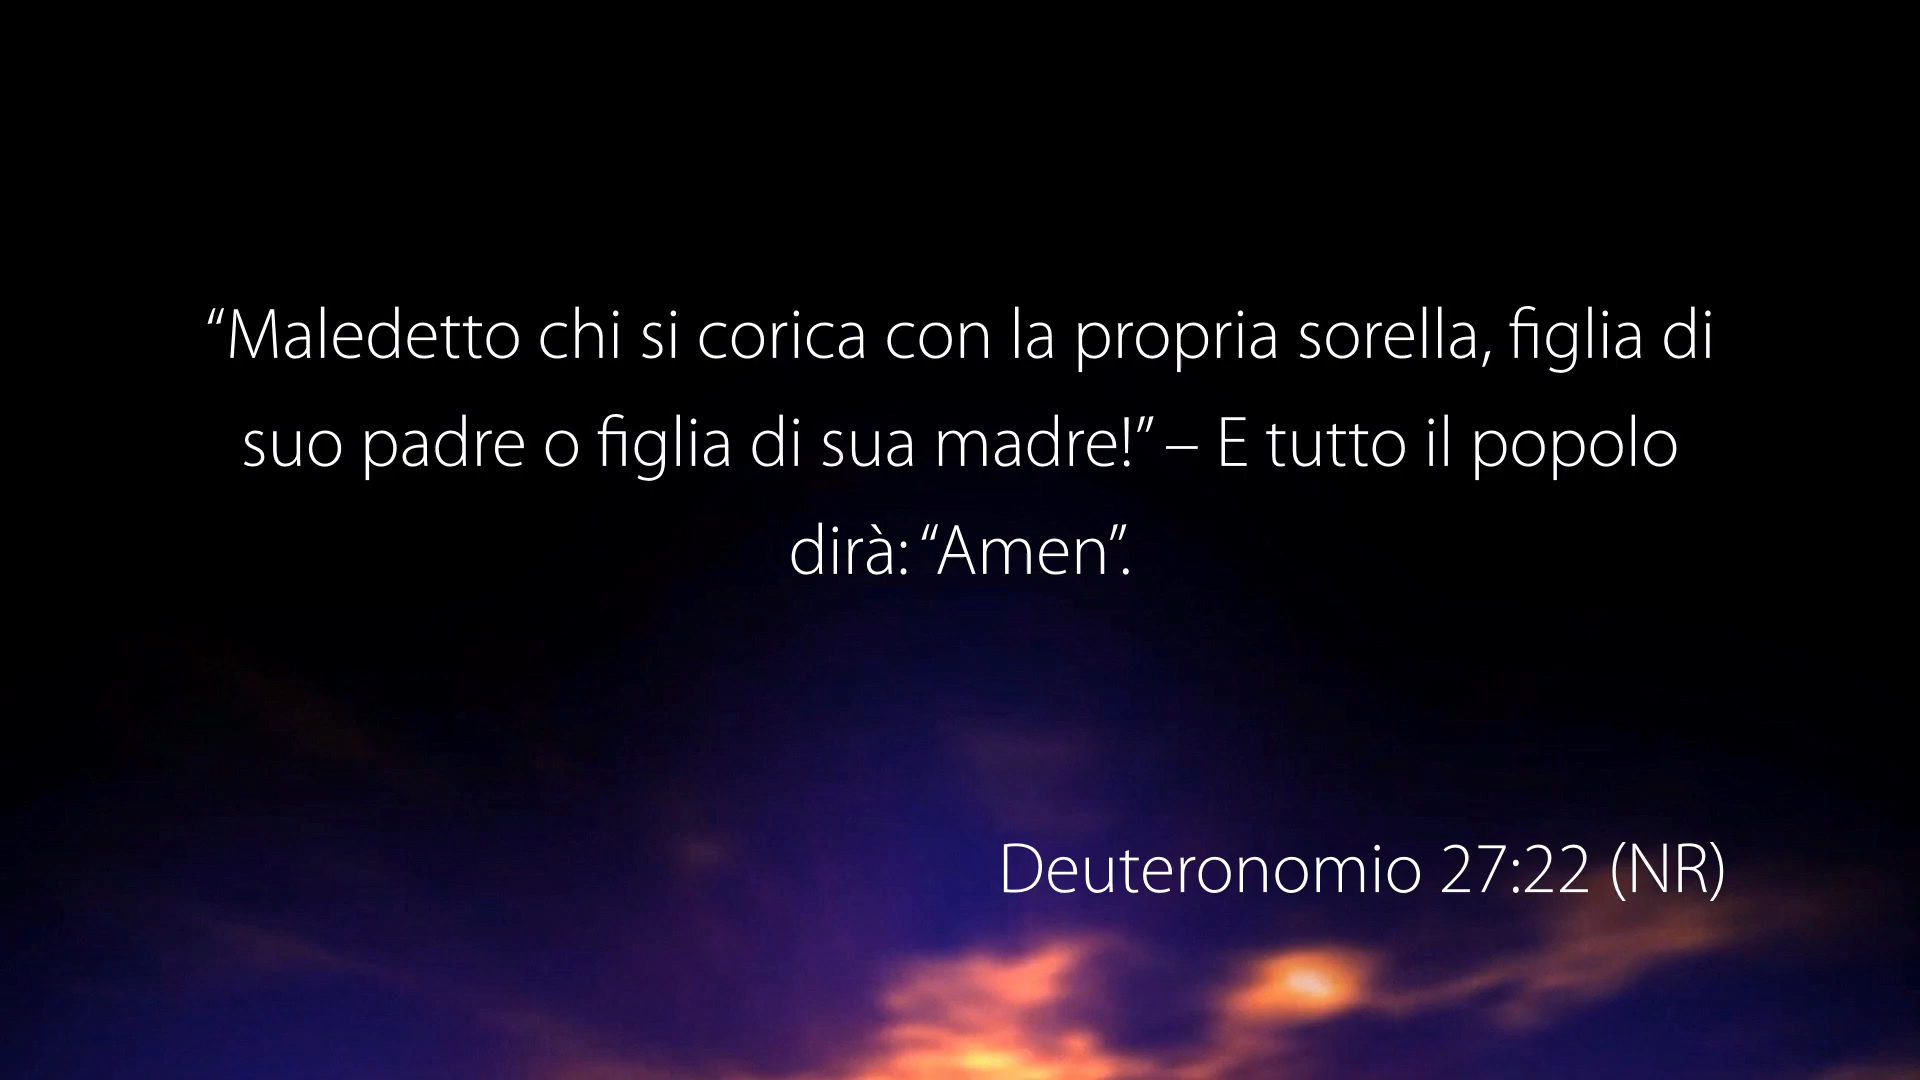 “Maledetto chi si corica con la propria sorella, figlia di
suo padre o figlia di sua madre!” – E tutto il popolo
dirà: “Amen”.
Deuteronomio 27:22 (NR)